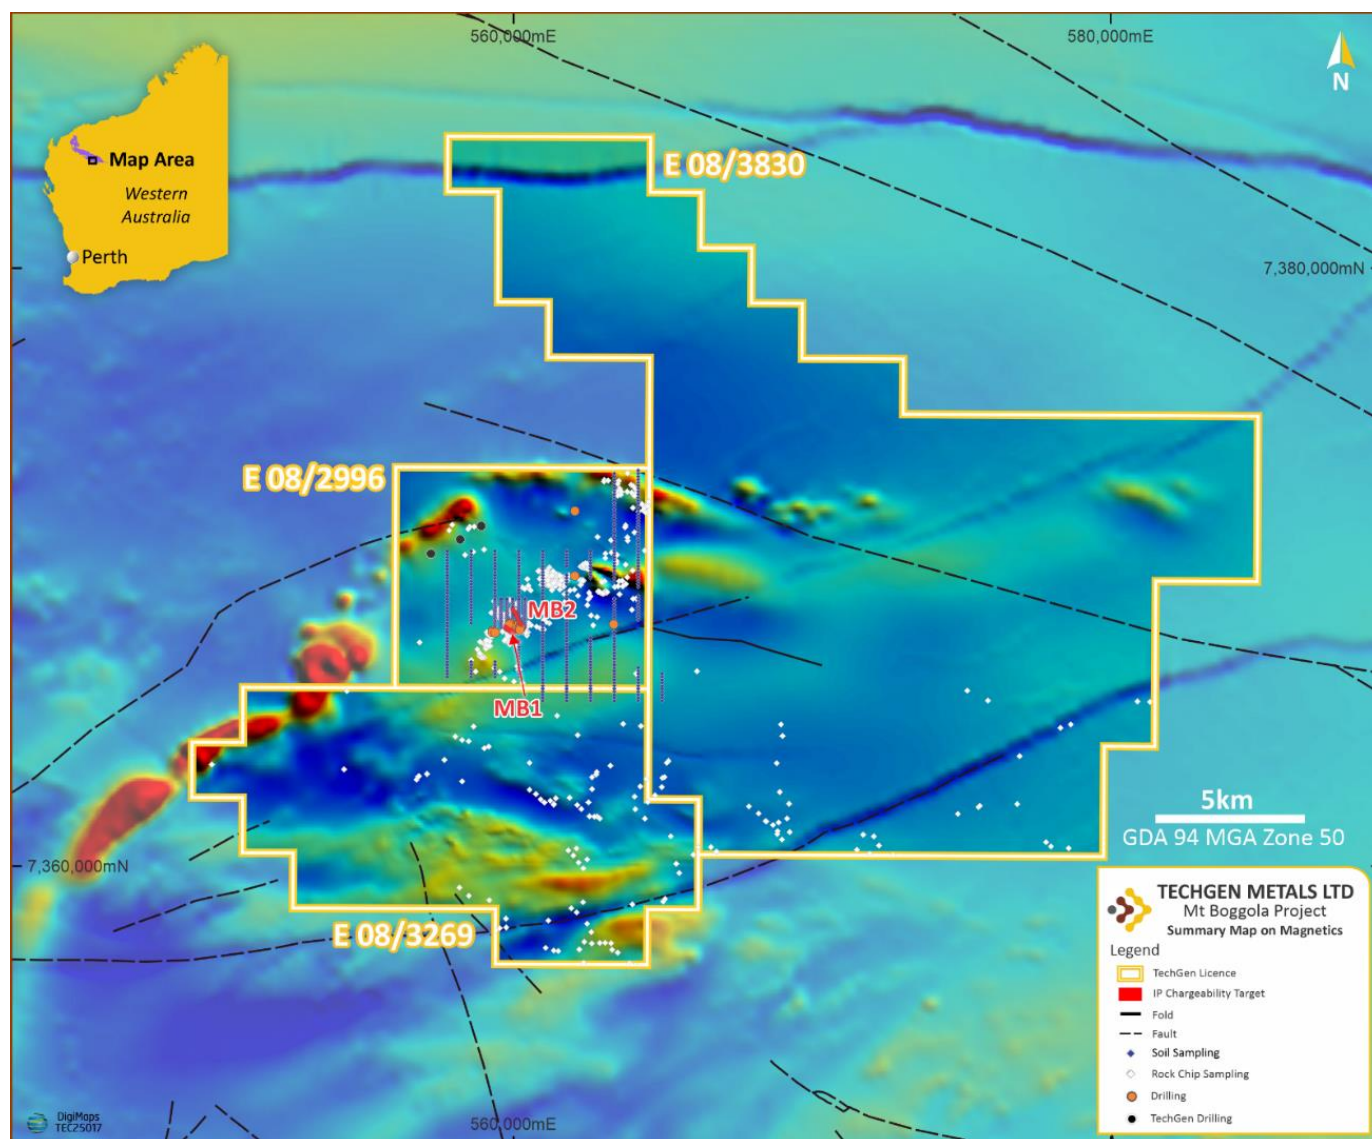 560,000mE
580,000mE
N
E 08/3830
Map Area
Western
Australia
Perth
7,380,000mN
E 08/2996
MB2
MB1
5km
GDA 94 MGA Zone 50
7,360,000mN
E 08/3269
TECHGEN METALS LTD
Mt Boggola Project
Summary Map on Magnetics
Legend
TechGen Licence
IP Chargeability Target
Fold
Fault
Soil Sampling
Rock Chip Sampling
Drilling
TechGen Drilling
DigiMaps
TEC25017
560,000mE